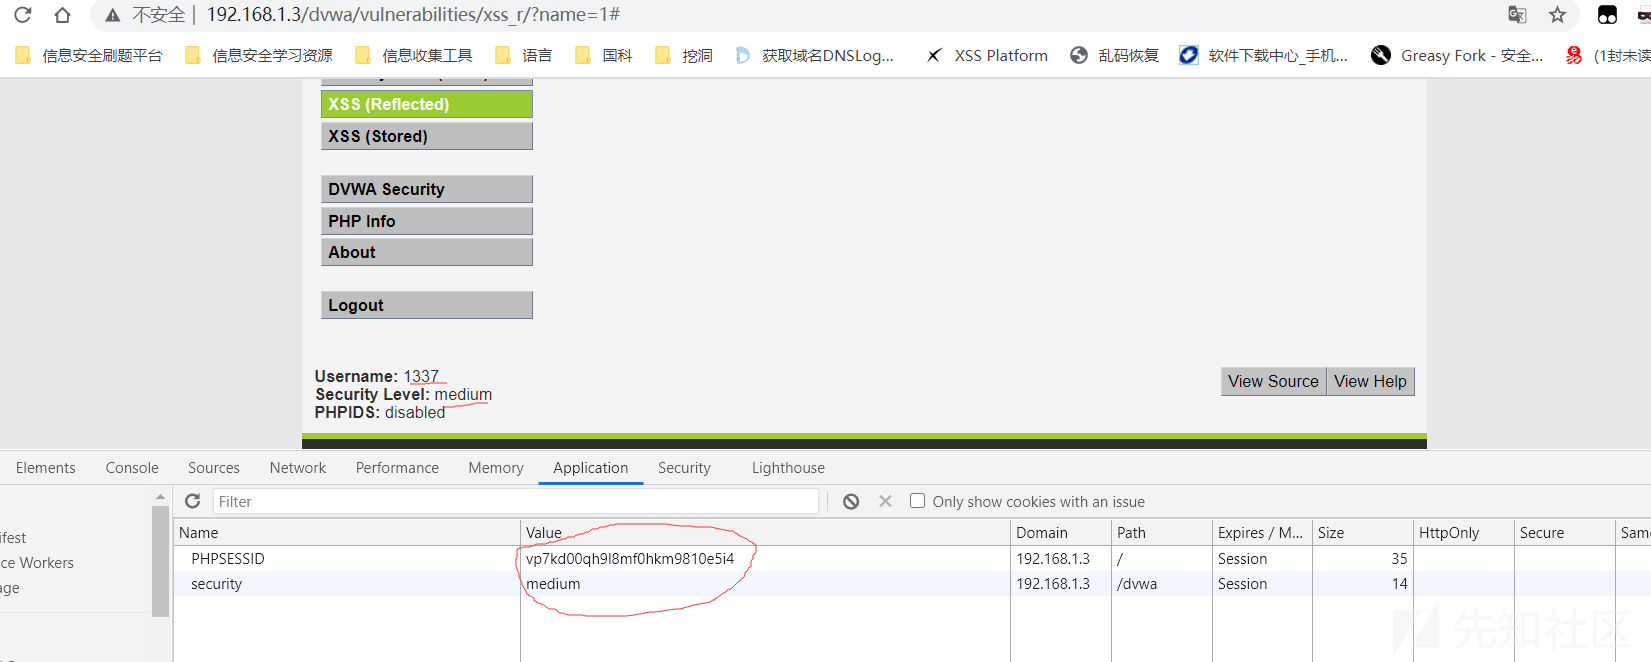 不安全 192.168.1.3/dvwa/vulnerabilities/xss_r/?name=1#
信息安全刷题平台 信息安全学习资源 信息收集工具 语言 国科 挖洞 获取域名DNSLog... XSS Platform 乱码恢复 软件下载中心_手机... Greasy Fork - 安全... (1封未读
XSS (Reflected)
XSS (Stored)
DVWA Security
PHP Info
About
Logout
Username: 1337
Security Level: medium
PHPIDS: disabled
View Source View Help
Elements Console Sources Network Performance Memory Application Security Lighthouse
Filter Only show cookies with an issue
Name Value Domain Path Expires / M... Size HttpOnly Secure Sam
ifest
PHPSESSID vp7kd00qh9l8mf0hkm9810e5i4 192.168.1.3 / Session 35
ce Workers
security medium 192.168.1.3 /dvwa Session 14
age
先知社区